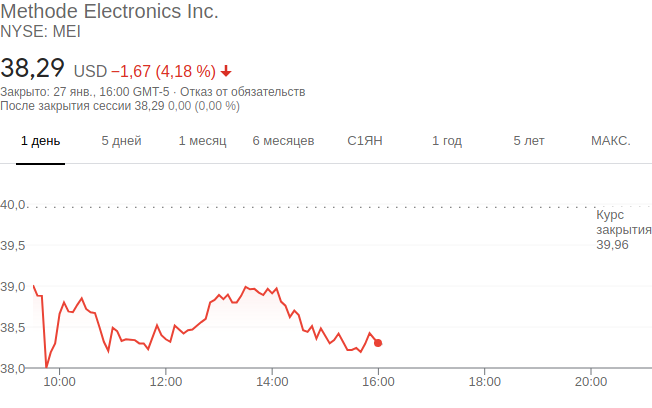 Methode Electronics Inc.
NYSE: MEI
38,29 USD −1,67 (4,18 %)
Закрыто: 27 янв., 16:00 GMT-5 · Отказ от обязательств
После закрытия сессии 38,29 0,00 (0,00 %)
1 день 5 дней 1 месяц 6 месяцев С1ЯН 1 год 5 лет МАКС.
40,0
Курс
закрытия
39,96
39,5
39,0
38,5
38,0
10:00 12:00 14:00 16:00 18:00 20:00